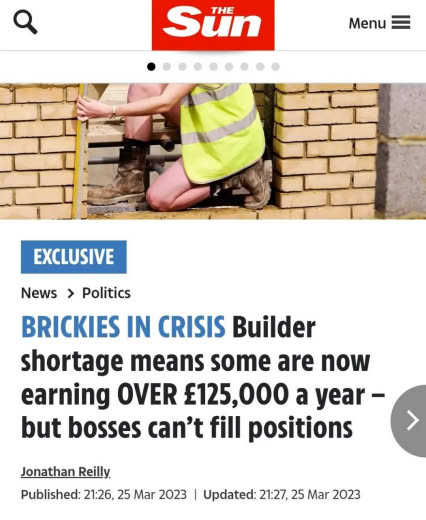 THE
Sun
Menu
EXCLUSIVE
News > Politics
BRICKIES IN CRISIS Builder
shortage means some are now
earning OVER £125,000 a year –
but bosses can't fill positions
Jonathan Reilly
Published: 21:26, 25 Mar 2023 | Updated: 21:27, 25 Mar 2023